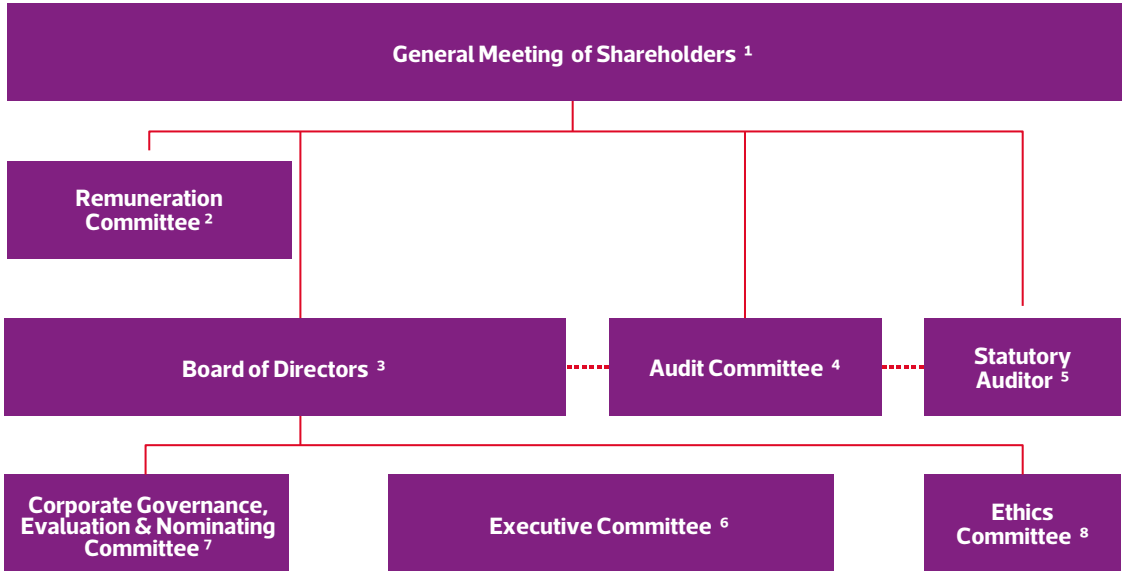 General Meeting of Shareholders 1
Remuneration
Committee 2
Board of Directors 3
Audit Committee 4
Statutory
Auditor 5
Corporate Governance,
Evaluation & Nominating
Committee 7
Executive Committee 6
Ethics
Committee 8